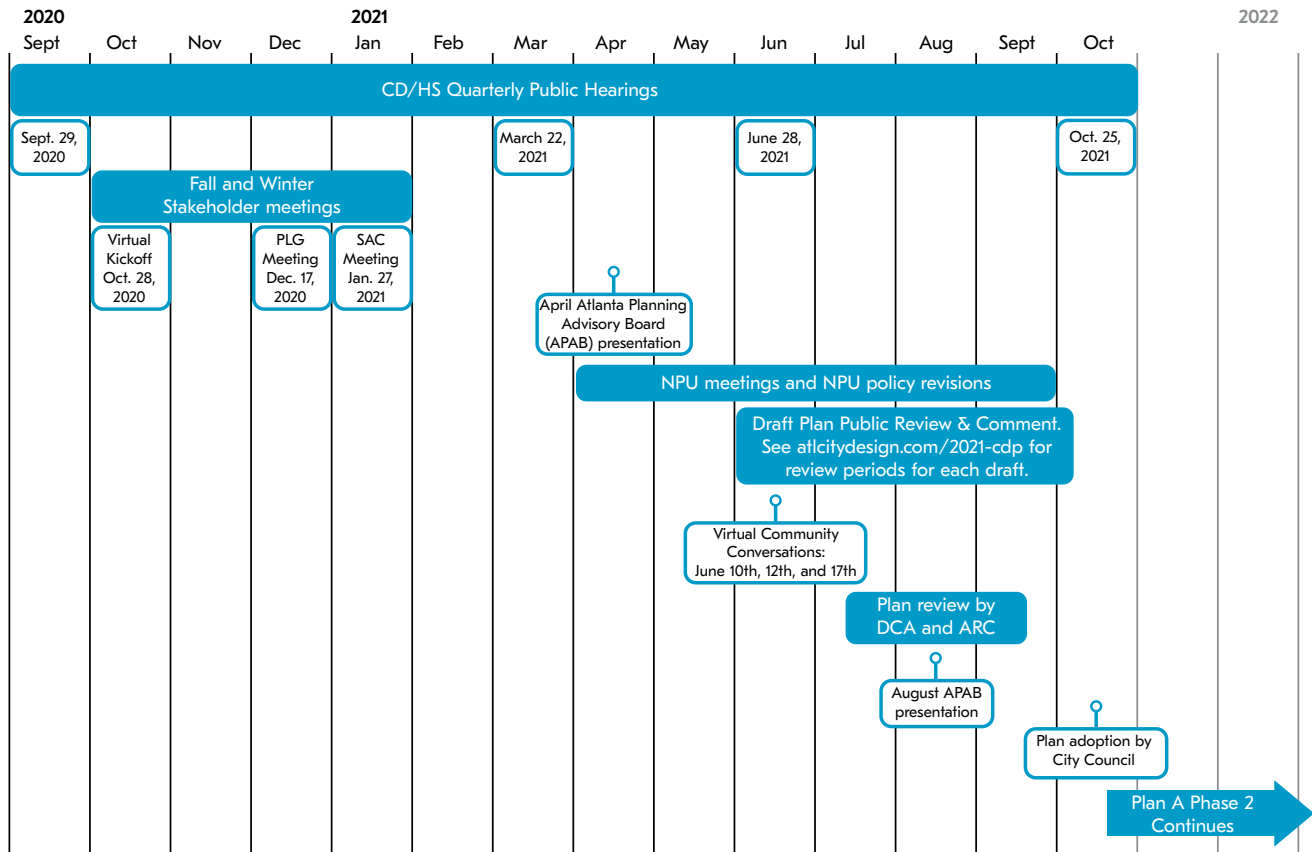 2020
2021
2022
Sept
Oct
Nov
Dec
Jan
Feb
Mar
Apr
May
Jun
Jul
Aug
Sept
Oct
CD/HS Quarterly Public Hearings
Sept. 29,
2020
March 22,
2021
June 28,
2021
Oct. 25,
2021
Fall and Winter
Stakeholder meetings
Virtual
Kickoff
Oct. 28,
2020
PLG
Meeting
Dec. 17,
2020
SAC
Meeting
Jan. 27,
2021
April Atlanta Planning
Advisory Board
(APAB) presentation
NPU meetings and NPU policy revisions
Draft Plan Public Review & Comment.
See atlcitydesign.com/2021-cdp for
review periods for each draft.
Virtual Community
Conversations:
June 10th, 12th, and 17th
Plan review by
DCA and ARC
August APAB
presentation
Plan adoption by
City Council
Plan A Phase 2
Continues